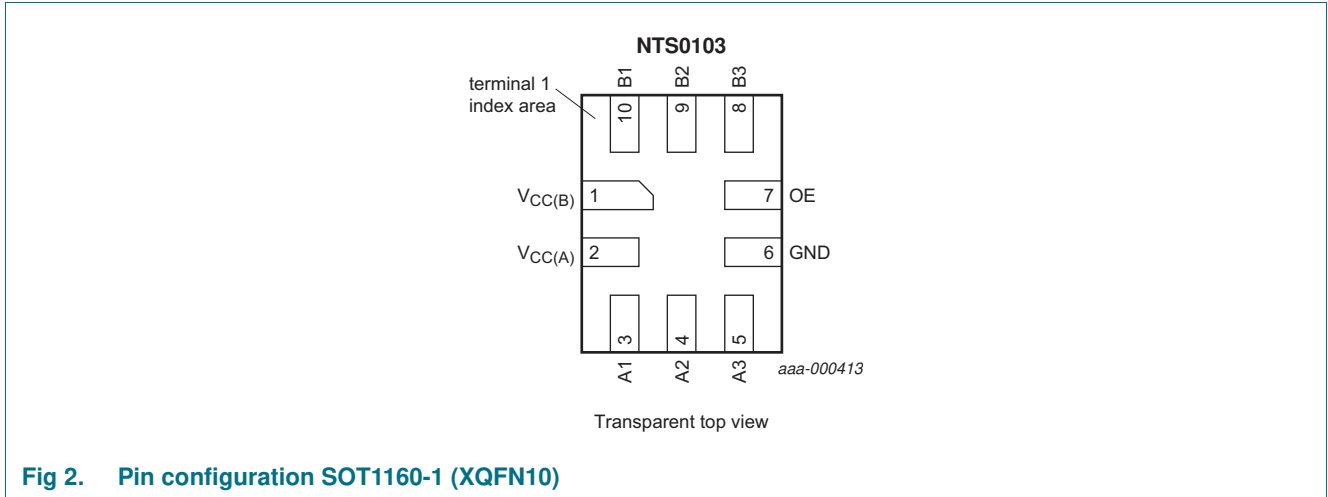 NTS0103
terminal 1
index area
B1
B2
B3
10
9
8
VCC(B)
1
7
OE
VCC(A)
2
6
GND
3
4
5
A1
A2
A3
aaa-000413
Transparent top view
Fig 2. Pin configuration SOT1160-1 (XQFN10)